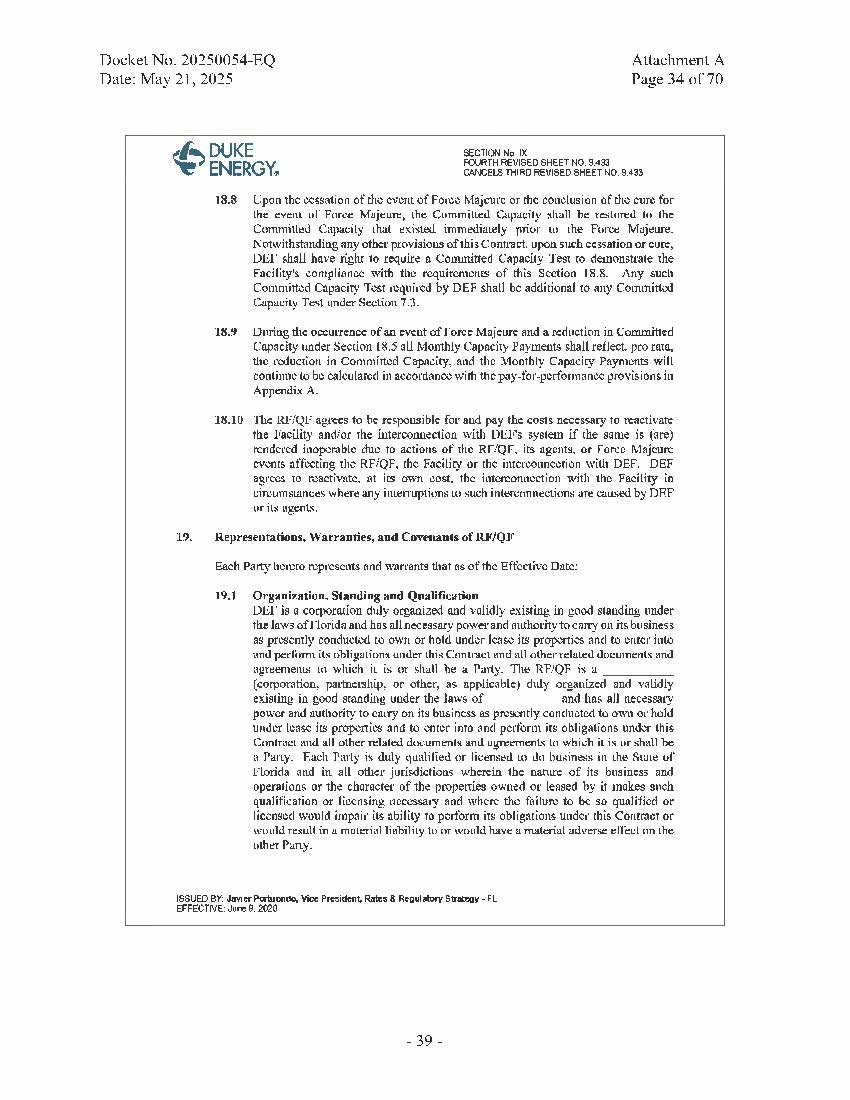 Docket No. 20250054-EQ
Date: May 21, 2025
Attachment A
Page 34 of 70
DUKE
ENERGY.
SECTION No. IX
FOURTH REVISED SHEET NO. 9.433
CANCELS THIRD REVISED SHEET NO. 9.433
18.8 Upon the cessation of the event of Force Majeure or the conclusion of the cure for
the event of Force Majeure, the Committed Capacity shall be restored to the
Committed Capacity that existed immediately prior to the Force Majeure.
Notwithstanding any other provisions of this Contract, upon such cessation or cure,
DEF shall have right to require a Committed Capacity Test to demonstrate the
Facility's compliance with the requirements of this Section 18.8. Any such
Committed Capacity Test required by DEF shall be additional to any Committed
Capacity Test under Section 7.3.
18.9 During the occurrence of an event of Force Majeure and a reduction in Committed
Capacity under Section 18.5 all Monthly Capacity Payments shall reflect, pro rata,
the reduction in Committed Capacity, and the Monthly Capacity Payments will
continue to be calculated in accordance with the pay-for-performance provisions in
Appendix A.
18.10 The RF/QF agrees to be responsible for and pay the costs necessary to reactivate
the Facility and/or the interconnection with DEF's system if the same is (are)
rendered inoperable due to actions of the RF/QF, its agents, or Force Majeure
events affecting the RF/QF, the Facility or the interconnection with DEF. DEF
agrees to reactivate, at its own cost, the interconnection with the Facility in
circumstances where any interruptions to such interconnections are caused by DEF
or its agents.
19. Representations, Warranties, and Covenants of RF/QF
Each Party hereto represents and warrants that as of the Effective Date:
19.1 Organization, Standing and Qualification
DEF is a corporation duly organized and validly existing in good standing under
the laws of Florida and has all necessary power and authority to carry on its business
as presently conducted to own or hold under lease its properties and to enter into
and perform its obligations under this Contract and all other related documents and
agreements to which it is or shall be a Party. The RF/QF is a __________
(corporation, partnership, or other, as applicable) duly organized and validly
existing in good standing under the laws of and has all necessary
power and authority to carry on its business as presently conducted to own or hold
under lease its properties and to enter into and perform its obligations under this
Contract and all other related documents and agreements to which it is or shall be
a Party. Each Party is duly qualified or licensed to do business in the State of
Florida and in all other jurisdictions wherein the nature of its business and
operations or the character of the properties owned or leased by it makes such
qualification or licensing necessary and where the failure to be so qualified or
licensed would impair its ability to perform its obligations under this Contract or
would result in a material liability to or would have a material adverse effect on the
other Party.
ISSUED BY: Javier Portuondo, Vice President, Rates & Regulatory Strategy - FL
EFFECTIVE: June 9, 2020
- 39 -